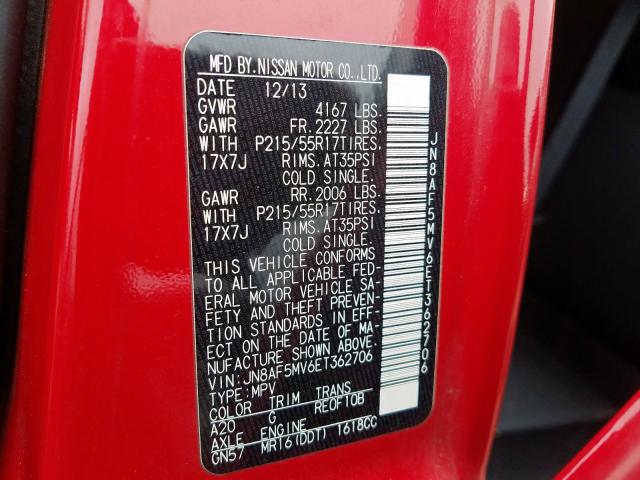 MFD BY.NISSAN MOTOR CO.,LTD.
DATE 12/13
GVWR 4167 LBS.
GAWR FR. 2227 LBS.
WITH P215/55R17TIRES,
17X7J RIMS. AT35PSI
COLD SINGLE.
GAWR RR. 2006 LBS.
WITH P215/55R17TIRES,
17X7J RIMS. AT35PSI
COLD SINGLE.
THIS VEHICLE CONFORMS
TO ALL APPLICABLE FED-
ERAL MOTOR VEHICLE SA-
FETY AND THEFT PREVEN-
TION STANDARDS IN EFF-
ECT ON THE DATE OF MA-
NUFACTURE SHOWN ABOVE.
VIN: JN8AF5MV6ET362706
TYPE: MPV
COLOR TRIM TRANS
A20 G RE0F10B
AXLE ENGINE
GN57 MR16(DDT) 1618CC
JN8AF5MV6ET362706